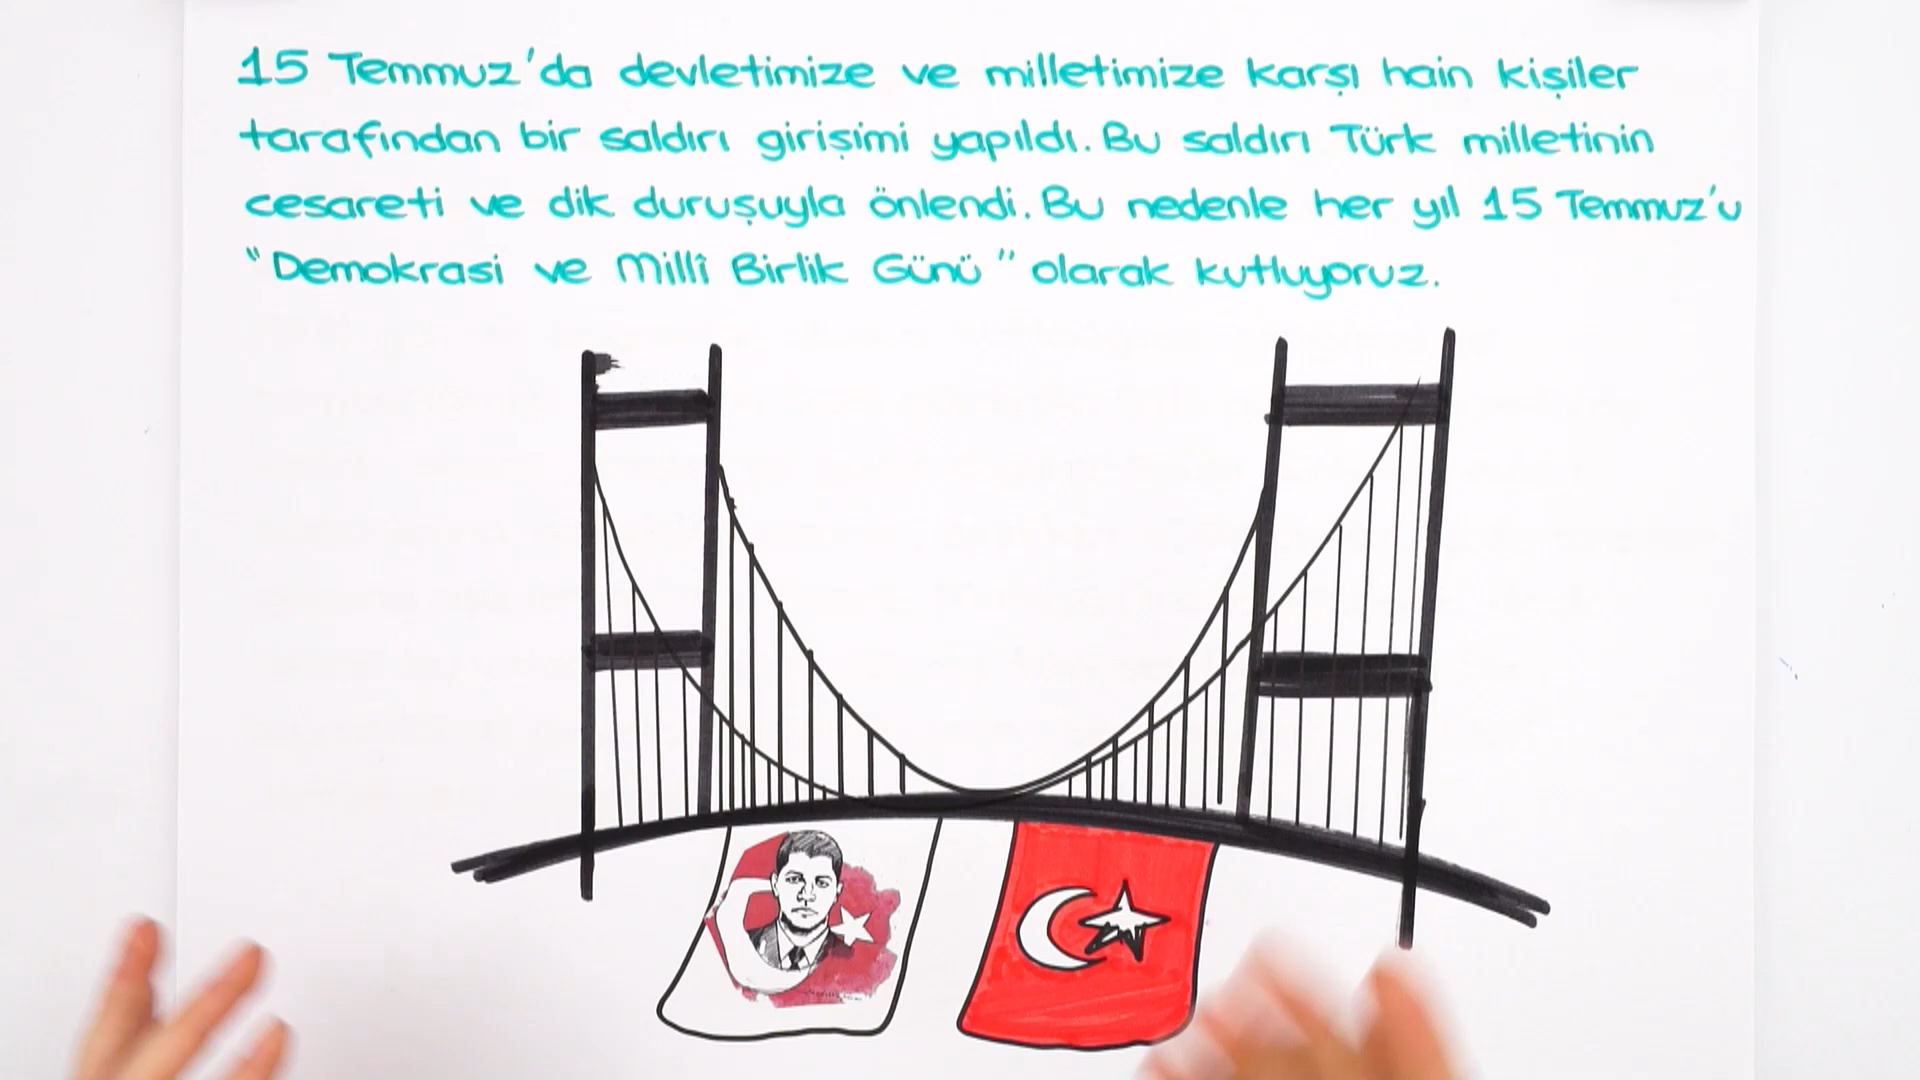 15 Temmuz'da devletimize ve milletimize karşı hain kişiler
tarafından bir saldırı girişimi yapıldı. Bu saldırı Türk milletinin
cesareti ve dik duruşuyla önlendi. Bu nedenle her yıl 15 Temmuz'u
"Demokrasi ve Millî Birlik Günü" olarak kutluyoruz.